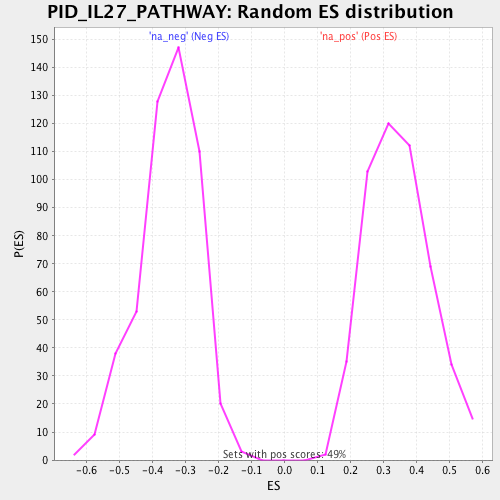 PID_IL27_PATHWAY: Random ES distribution
'na_neg' (Neg ES) 'na_pos' (Pos ES)
150
140
130
120
110
100
90
80
70
60
50
40
30
20
10
0
P(ES)
Sets with pos scores: 49%
-0.6 -0.5 -0.4 -0.3 -0.2 -0.1 0.0 0.1 0.2 0.3 0.4 0.5 0.6
ES